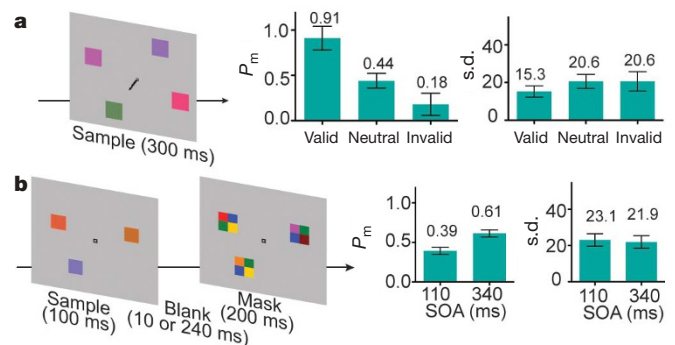 a
Sample (300 ms)
Pm
1.0
0.5
0.0
0.91
0.44
0.18
Valid Neutral Invalid
s.d.
40
20
0
15.3
20.6
20.6
Valid Neutral Invalid
b
Sample
(100 ms)
Blank
(10 or 240 ms)
Mask
(200 ms)
Pm
1.0
0.5
0.0
0.39
0.61
110 340
SOA (ms)
s.d.
40
20
0
23.1
21.9
110 340
SOA (ms)